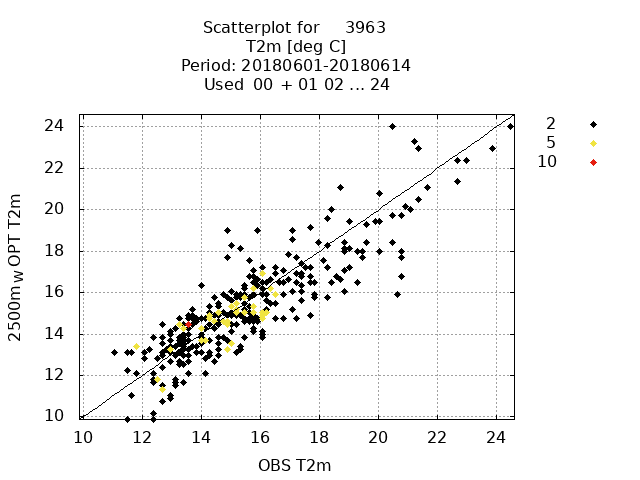 Scatterplot for 3963
T2m [deg C]
Period: 20180601-20180614
Used 00 + 01 02 ... 24
2
5
10
24
22
20
18
16
14
12
10
2500m w OPT T2m
10 12 14 16 18 20 22 24
OBS T2m